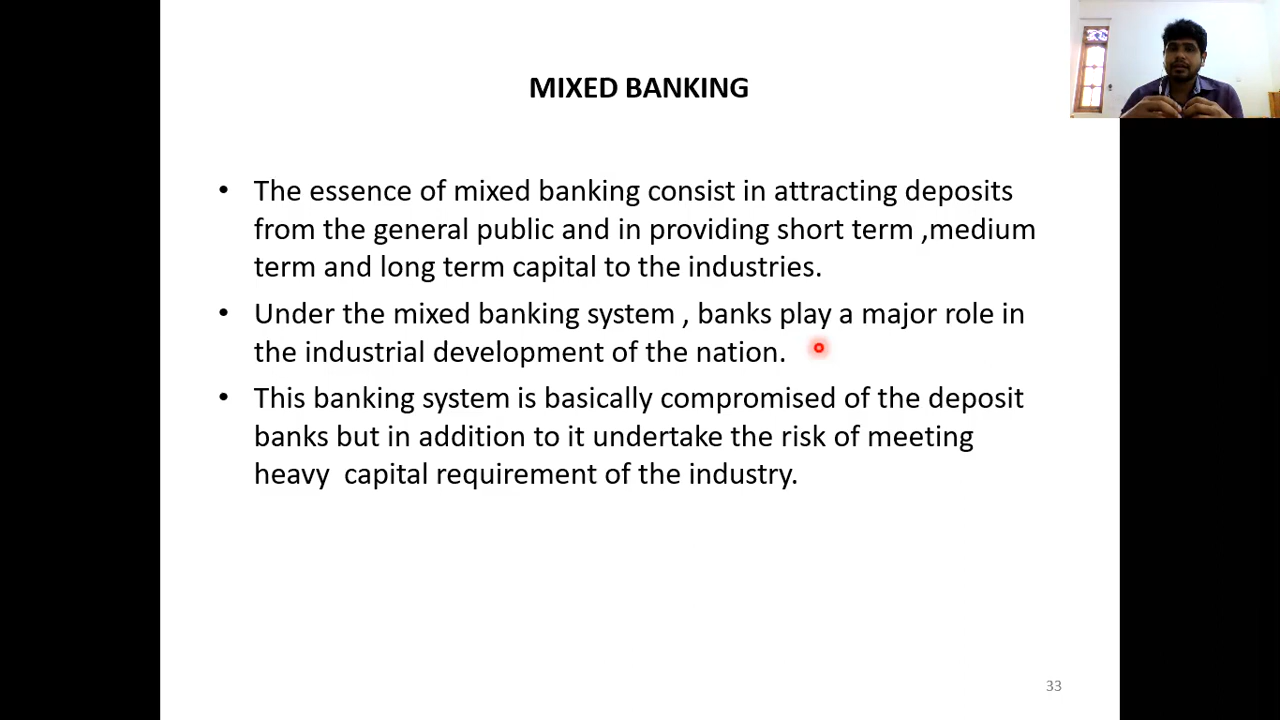 MIXED BANKING
• The essence of mixed banking consist in attracting deposits
from the general public and in providing short term ,medium
term and long term capital to the industries.
• Under the mixed banking system , banks play a major role in
the industrial development of the nation.
• This banking system is basically compromised of the deposit
banks but in addition to it undertake the risk of meeting
heavy  capital requirement of the industry.
33